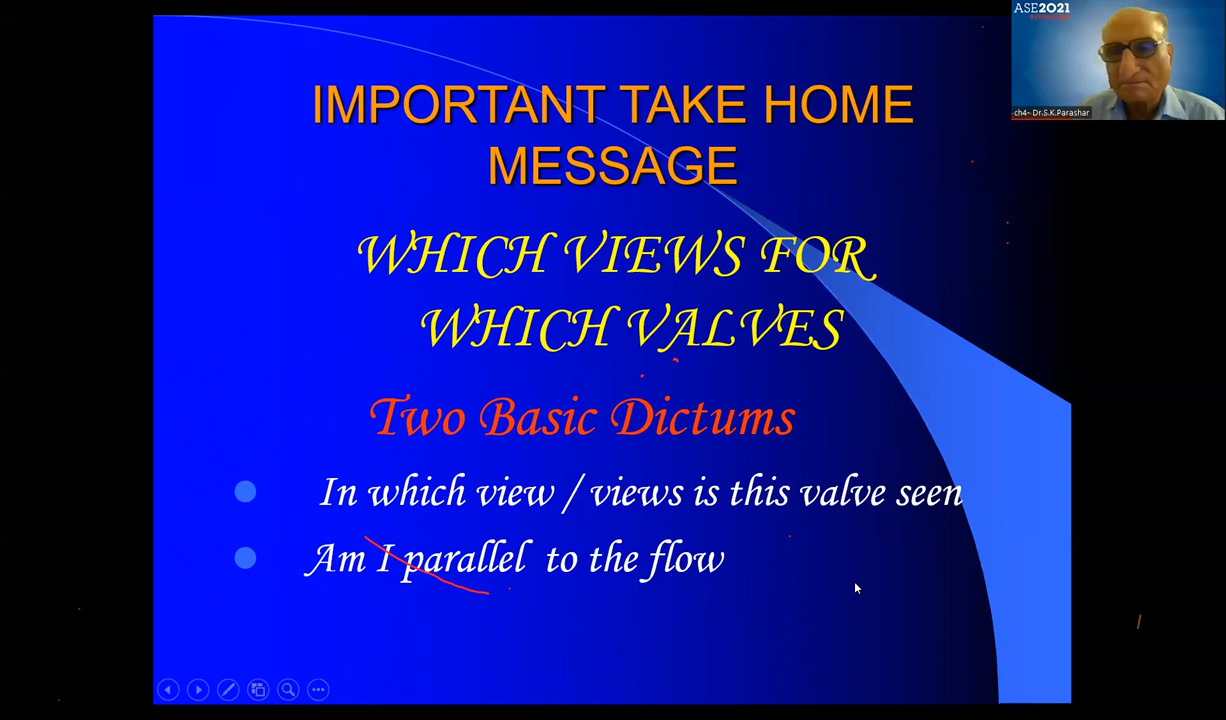 ASE2021
ch4- Dr.S.K.Parashar
IMPORTANT TAKE HOME
MESSAGE
WHICH VIEWS FOR
WHICH VALVES
Two Basic Dictums
In which view / views is this valve seen
Am I parallel to the flow